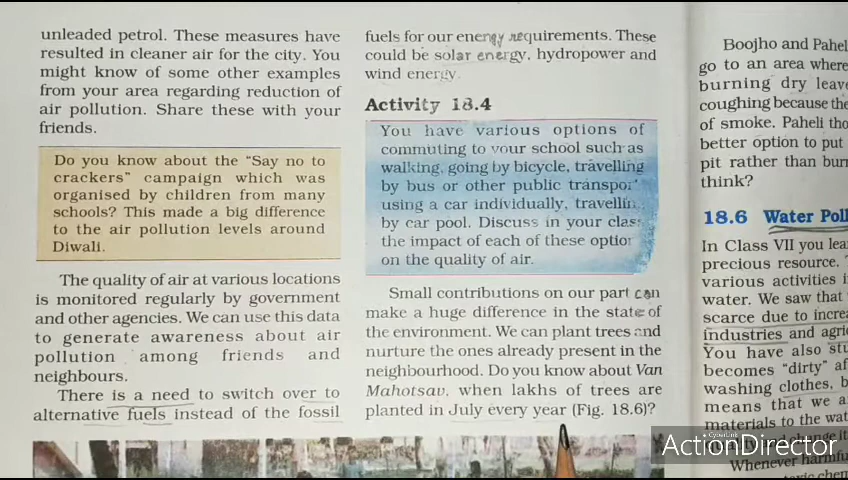 unleaded petrol. These measures have
resulted in cleaner air for the city. You
might know of some other examples
from your area regarding reduction of
air pollution. Share these with your
friends.
Do you know about the “Say no to
crackers” campaign which was
organised by children from many
schools? This made a big difference
to the air pollution levels around
Diwali.
The quality of air at various locations
is monitored regularly by government
and other agencies. We can use this data
to generate awareness about air
pollution among friends and
neighbours.
There is a need to switch over to
alternative fuels instead of the fossil
fuels for our energy requirements. These
could be solar energy, hydropower and
wind energy.
Activity 18.4
You have various options of
commuting to your school such as
walking, going by bicycle, travelling
by bus or other public transpor
using a car individually, travellin
by car pool. Discuss in your clas
the impact of each of these optio
on the quality of air.
Small contributions on our part can
make a huge difference in the state of
the environment. We can plant trees and
nurture the ones already present in the
neighbourhood. Do you know about Van
Mahotsav, when lakhs of trees are
planted in July every year (Fig. 18.6)?
Boojho and Pahel
go to an area where
burning dry leave
coughing because the
of smoke. Paheli tho
better option to put
pit rather than burn
think?
18.6 Water Poll
In Class VII you lea
precious resource.
various activities i
water. We saw that
scarce due to increa
industries and agric
You have also stu
becomes “dirty” af
washing clothes, b
means that we a
materials to the wat
Whenever harmfu
CyberLink
ActionDirector